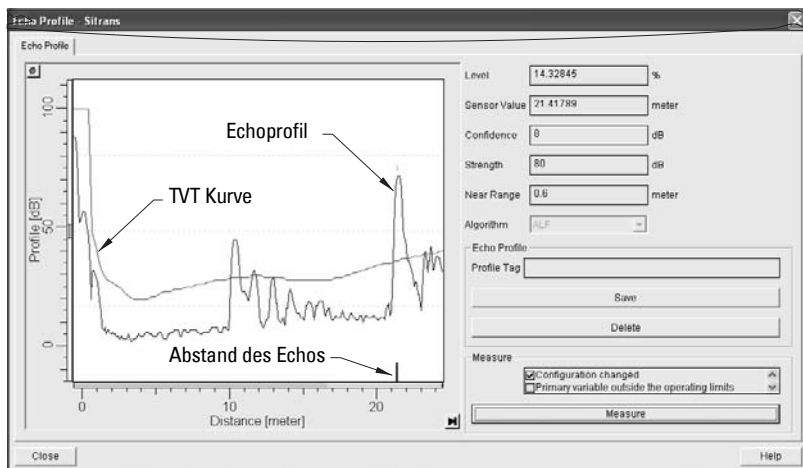 Echo Profile - Sitrans
Echo Profile
Level 14.32845 %
Sensor Value 21.41789 meter
Confidence 8 dB
Strength 80 dB
Near Range 0.6 meter
Algorithm ALF
Echo Profile
Profile Tag
Save
Delete
Measure
Configuration changed
Primary variable outside the operating limits
Measure
Profile [dB]
100
50
0
Echoprofil
TVT Kurve
Abstand des Echos
0 10 20
Distance [meter]
Close
Help